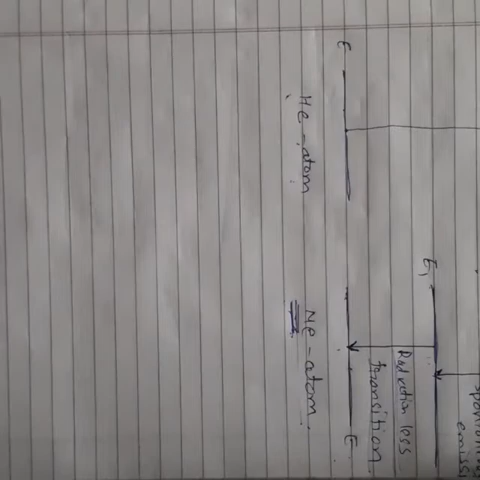 emissi
E₁
Radiation loss
transition
E E
He-atom Ne-atom